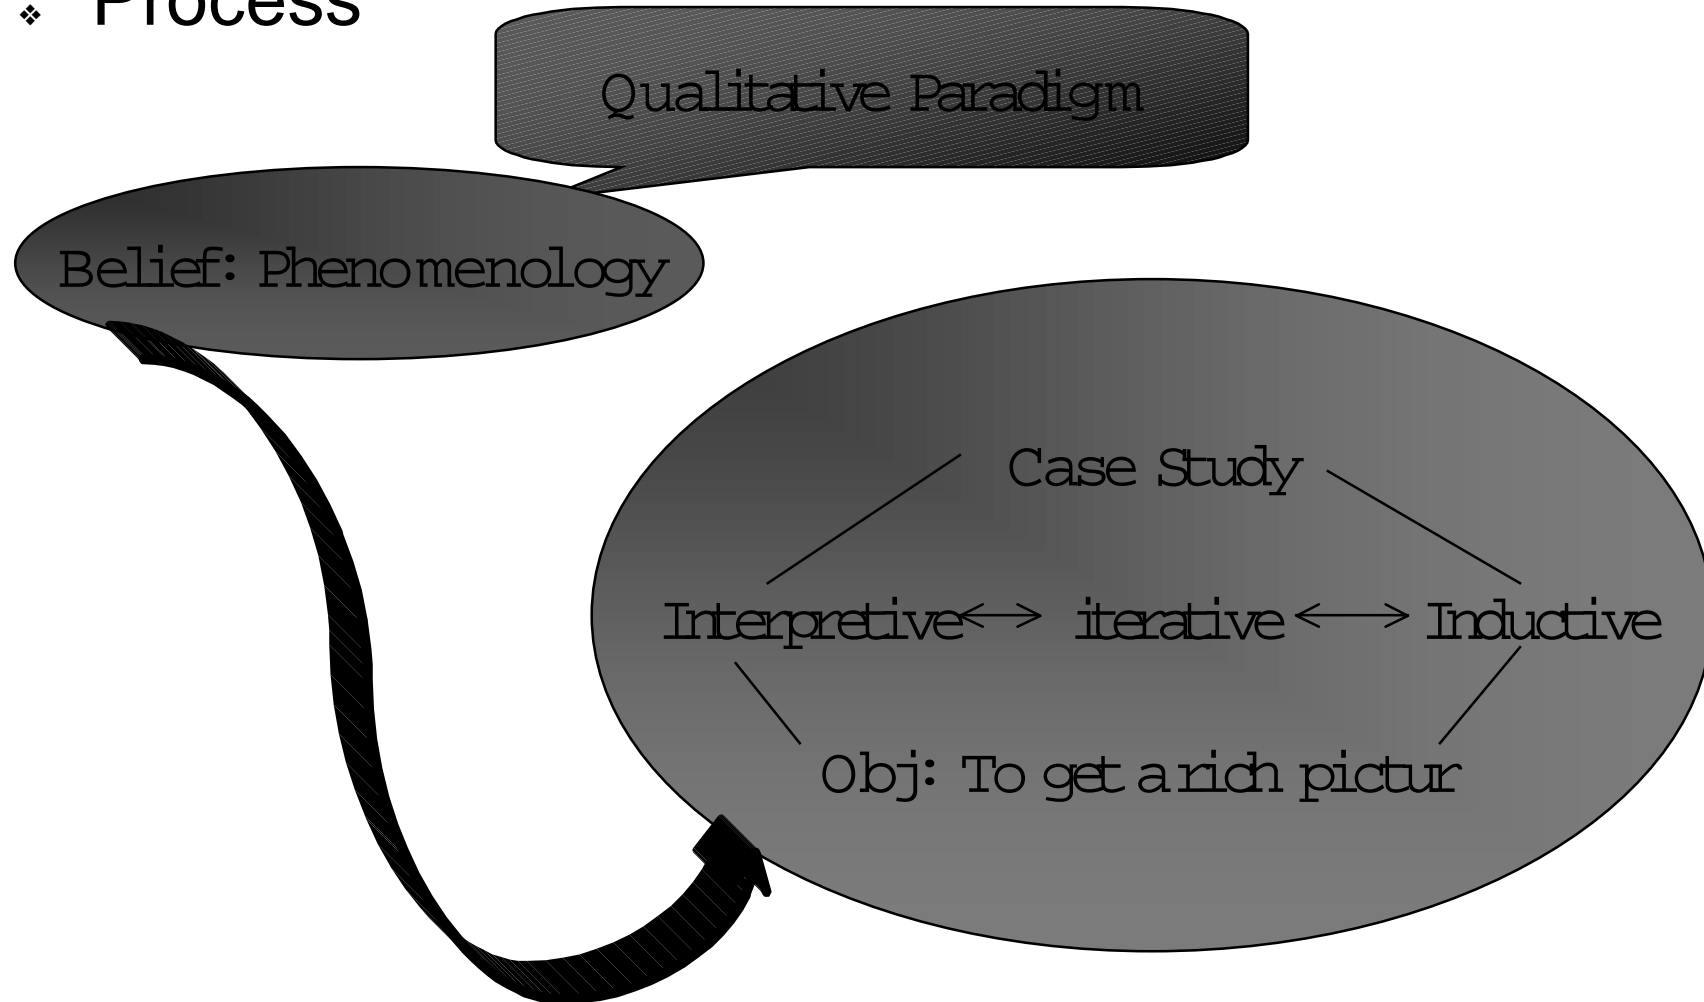 ❖ Process
Qualitative Paradigm
Belief: Phenomenology
Case Study
Interpretive iterative Inductive
Obj: To get a rich pictur